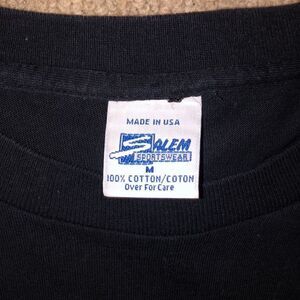 MADE IN USA
SALEM
SPORTSWEAR
M
100% COTTON/COTON
Over For Care